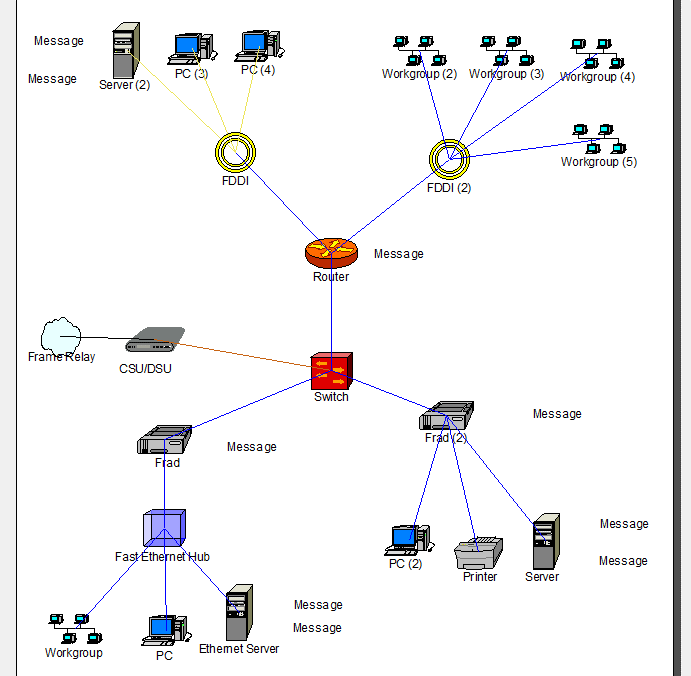 Message
Message
Server (2)
PC (3)
PC (4)
Workgroup (2)
Workgroup (3)
Workgroup (4)
Workgroup (5)
FDDI
FDDI (2)
Message
Router
Frame Relay
CSU/DSU
Switch
Message
Frad
Message
Frad (2)
Message
Fast Ethernet Hub
PC (2)
Printer
Server
Message
Message
Message
Workgroup
PC
Ethernet Server